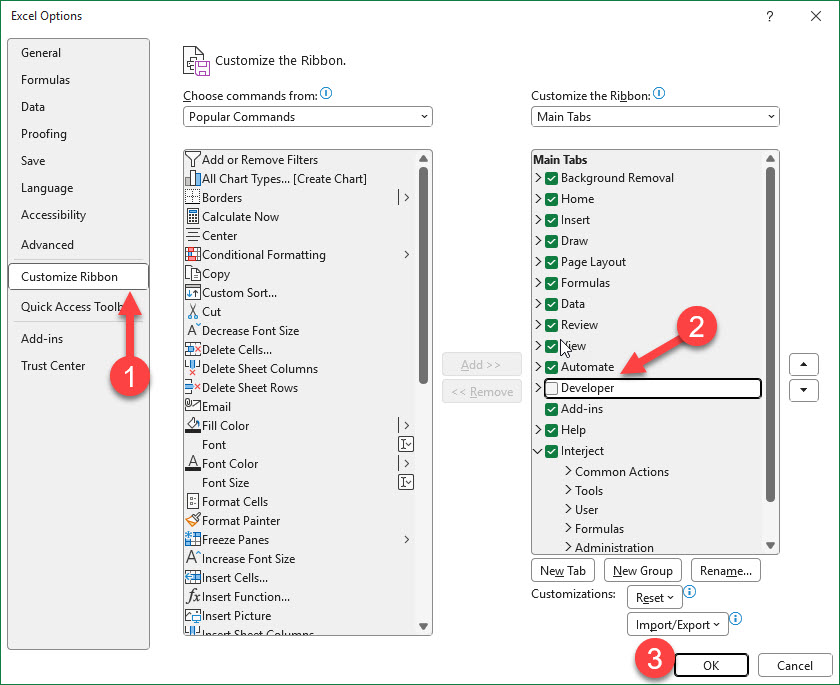 Excel Options
?
General
Formulas
Data
Proofing
Save
Language
Accessibility
Advanced
Customize Ribbon
Quick Access Toolb
Add-ins
Trust Center
1
Customize the Ribbon.
Choose commands from:
Popular Commands
Add or Remove Filters
All Chart Types... [Create Chart]
Borders
Calculate Now
Center
Conditional Formatting
Copy
Custom Sort...
Cut
Decrease Font Size
Delete Cells...
Delete Sheet Columns
Delete Sheet Rows
Email
Fill Color
Font
Font Color
Font Size
Format Cells
Format Painter
Freeze Panes
Increase Font Size
Insert Cells...
Insert Function...
Insert Picture
Insert Sheet Columns
Add >>
<< Remove
Customize the Ribbon:
Main Tabs
Main Tabs
Background Removal
Home
Insert
Draw
Page Layout
Formulas
Data
Review
View
Automate
Developer
Add-ins
Help
Interject
Common Actions
Tools
User
Formulas
Administration
2
New Tab
New Group
Rename...
Customizations:
Reset
Import/Export
3
OK
Cancel